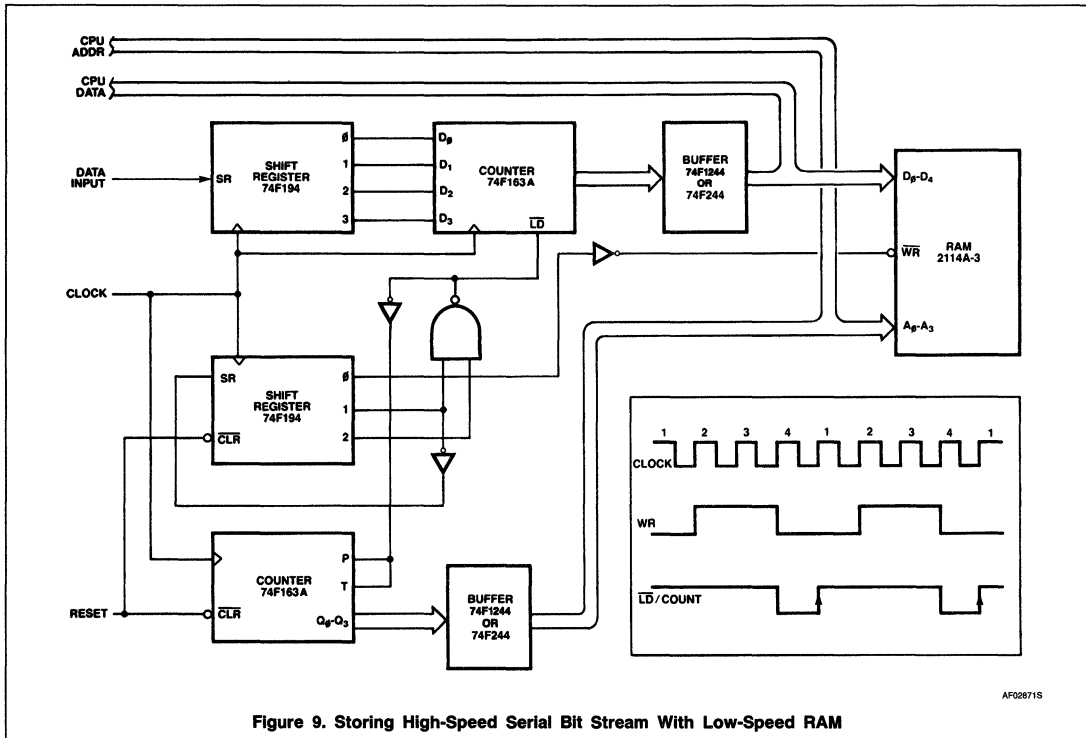 CPU
ADDR
CPU
DATA
DATA
INPUT
SR
SHIFT
REGISTER
74F194
0
1
2
3
D0
D1
D2
D3
COUNTER
74F163A
LD
BUFFER
74F1244
OR
74F244
D0-D4
WR
RAM
2114A-3
A0-A3
CLOCK
SR
SHIFT
REGISTER
74F194
CLR
0
1
2
RESET
COUNTER
74F163A
CLR
P
T
Q0-Q3
BUFFER
74F1244
OR
74F244
1 2 3 4 1 2 3 4 1
CLOCK
WR
LD/COUNT
AF02871S
Figure 9. Storing High-Speed Serial Bit Stream With Low-Speed RAM